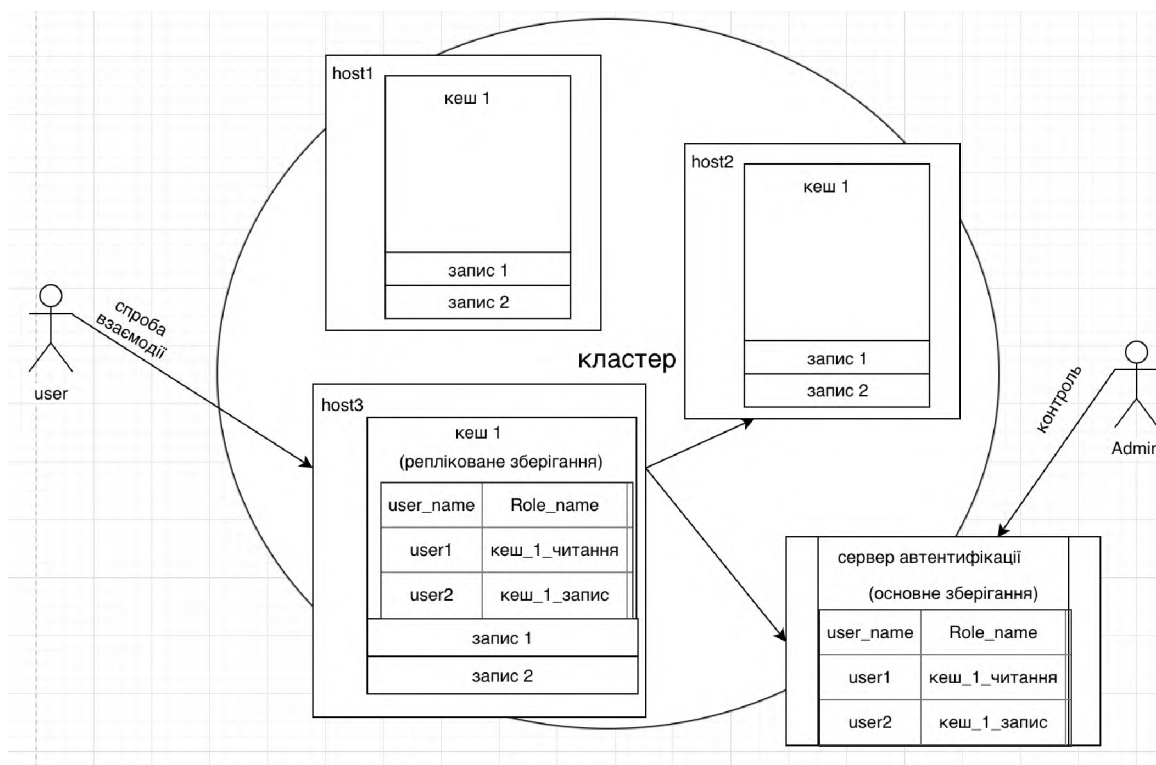 host1
кеш 1
запис 1
запис 2
host2
кеш 1
запис 1
запис 2
спроба
взаємодії
user
кластер
host3
кеш 1
(репліковане зберігання)
user_name Role_name
user1 кеш_1_читання
user2 кеш_1_запис
запис 1
запис 2
контроль
Admin
сервер автентифікації
(основне зберігання)
user_name Role_name
user1 кеш_1_читання
user2 кеш_1_запис